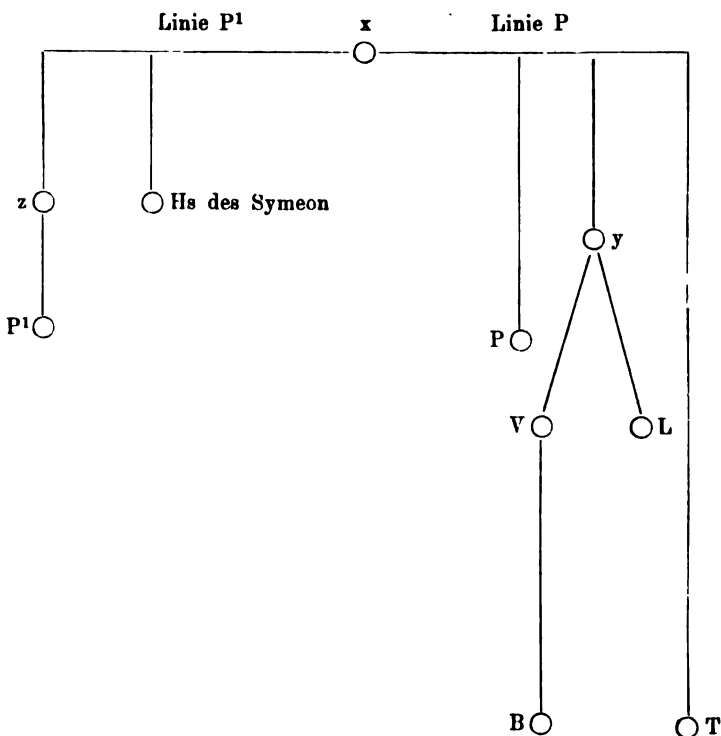 Linie P¹ x Linie P
z Hs des Symeon
y
P¹
P
V L
B T